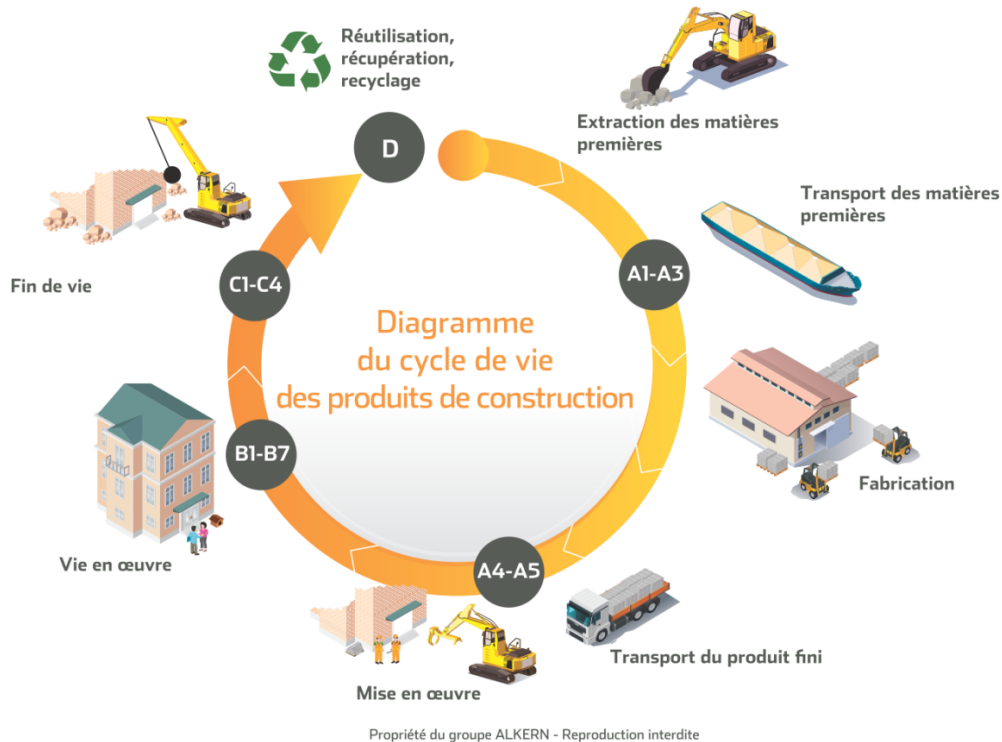 Réutilisation,
récupération,
recyclage
D
Extraction des matières
premières
Transport des matières
premières
A1-A3
C1-C4
Fin de vie
Diagramme
du cycle de vie
des produits de construction
B1-B7
Fabrication
Vie en œuvre
A4-A5
Transport du produit fini
Mise en œuvre
Propriété du groupe ALKERN - Reproduction interdite